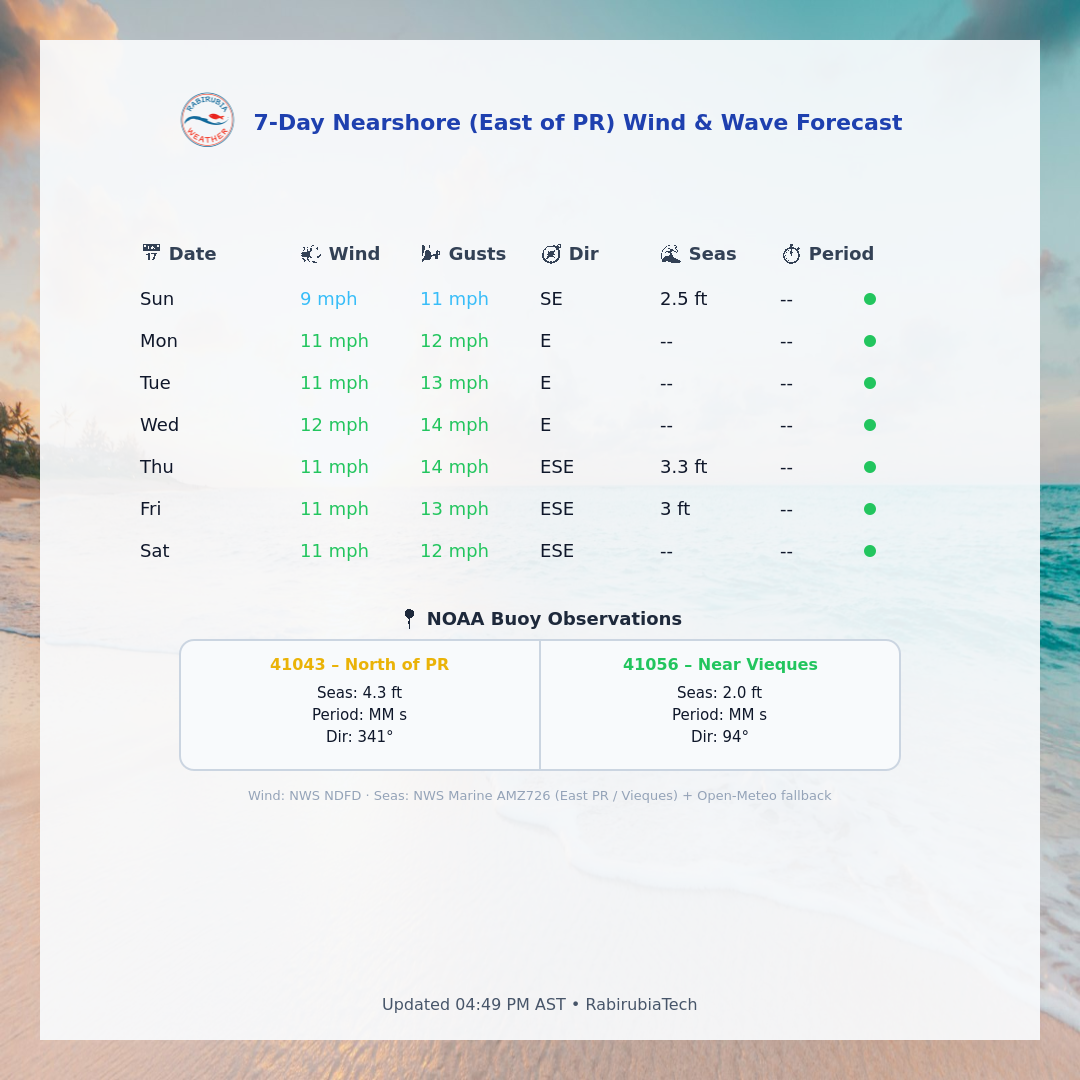 RABIRUBIA
WEATHER
7-Day Nearshore (East of PR) Wind & Wave Forecast
17 Date Wind Gusts Dir Seas Period
Sun 9 mph 11 mph SE 2.5 ft --
Mon 11 mph 12 mph E -- --
Tue 11 mph 13 mph E -- --
Wed 12 mph 14 mph E -- --
Thu 11 mph 14 mph ESE 3.3 ft --
Fri 11 mph 13 mph ESE 3 ft --
Sat 11 mph 12 mph ESE -- --
NOAA Buoy Observations
41043 – North of PR
Seas: 4.3 ft
Period: MM s
Dir: 341°
41056 – Near Vieques
Seas: 2.0 ft
Period: MM s
Dir: 94°
Wind: NWS NDFD · Seas: NWS Marine AMZ726 (East PR / Vieques) + Open-Meteo fallback
Updated 04:49 PM AST • RabirubiaTech